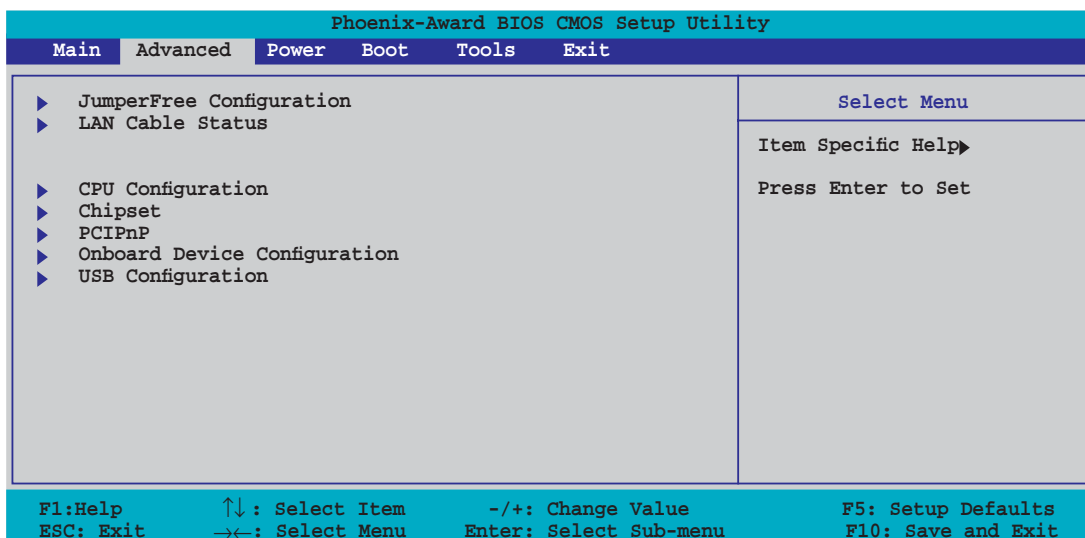 Phoenix-Award BIOS CMOS Setup Utility
Main Advanced Power Boot Tools Exit
JumperFree Configuration
LAN Cable Status
CPU Configuration
Chipset
PCIPnP
Onboard Device Configuration
USB Configuration
Select Menu
Item Specific Help
Press Enter to Set
F1:Help ↑↓: Select Item -/+: Change Value F5: Setup Defaults
ESC: Exit →←: Select Menu Enter: Select Sub-menu F10: Save and Exit